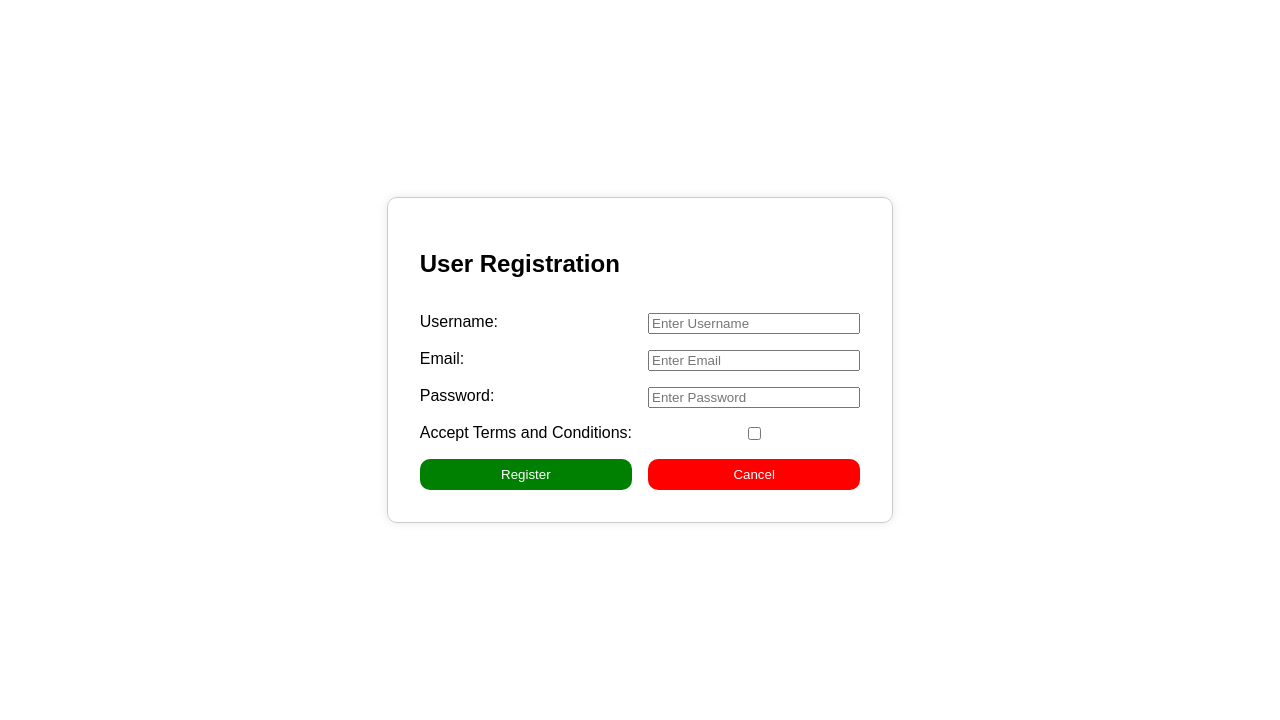 User Registration
Username: Enter Username
Email: Enter Email
Password: Enter Password
Accept Terms and Conditions:
Register Cancel